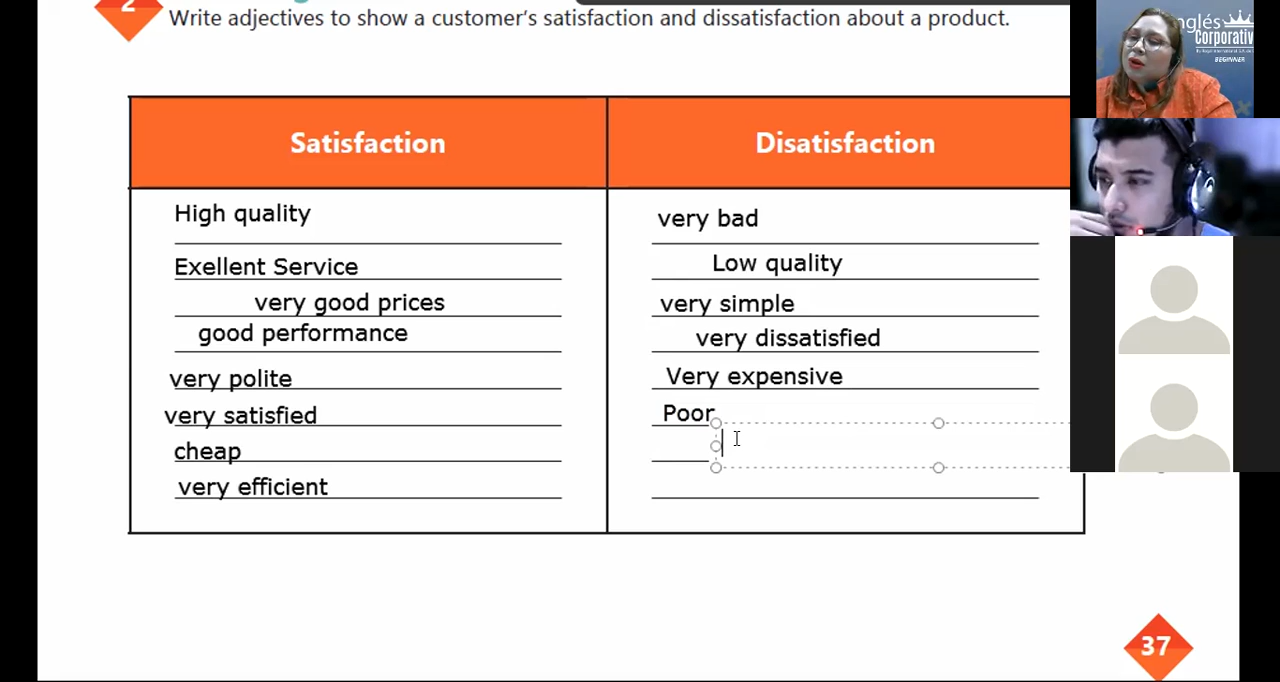 2
Write adjectives to show a customer's satisfaction and dissatisfaction about a product.
nglés
Corporativ
BEGINNER
Satisfaction
Disatisfaction
High quality
very bad
Exellent Service
Low quality
very good prices
very simple
good performance
very dissatisfied
very polite
Very expensive
very satisfied
Poor
cheap
very efficient
37